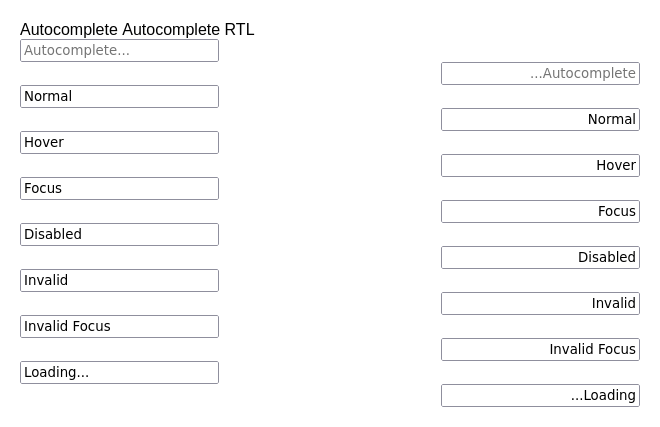 Autocomplete Autocomplete RTL
Autocomplete...
...Autocomplete
Normal
Normal
Hover
Hover
Focus
Focus
Disabled
Disabled
Invalid
Invalid
Invalid Focus
Invalid Focus
Loading...
...Loading